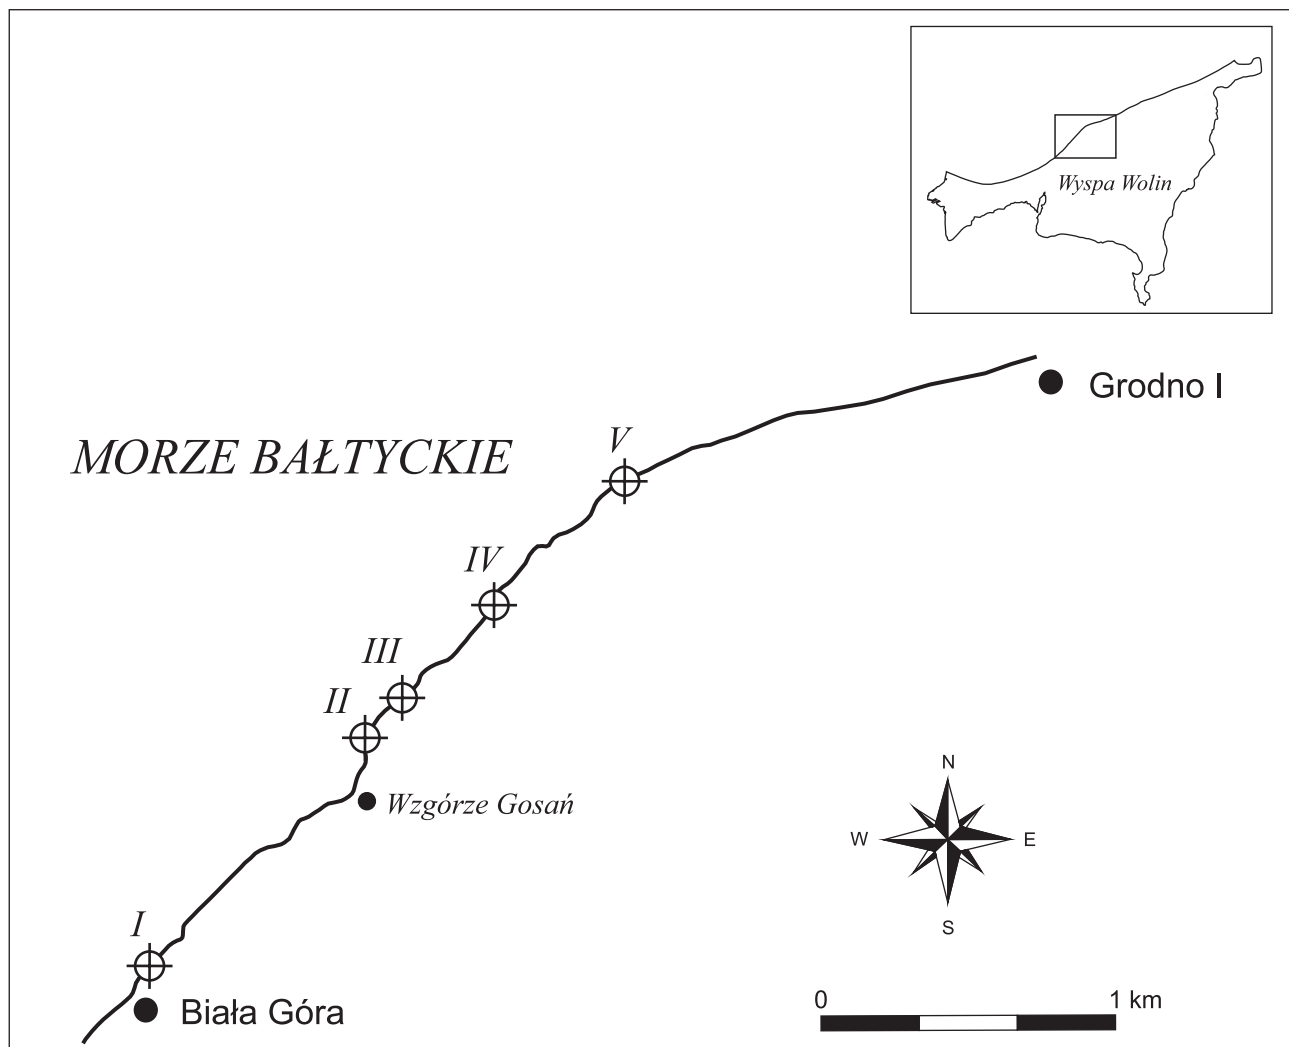 Wyspa Wolin
Grodno I
MORZE BAŁTYCKIE
V
IV
III
II
Wzgórze Gosań
I
Biała Góra
N
W
E
S
0
1 km